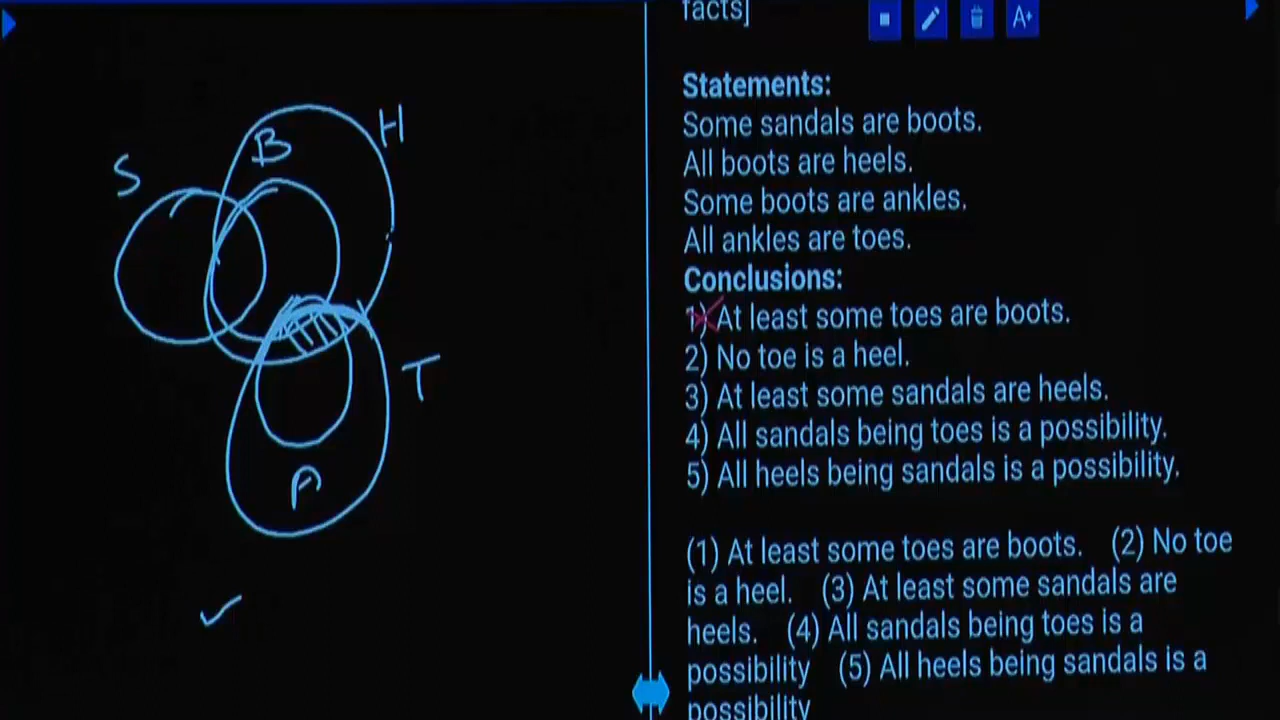 facts]
A+
Statements:
Some sandals are boots.
All boots are heels.
Some boots are ankles.
All ankles are toes.
Conclusions:
1) At least some toes are boots.
2) No toe is a heel.
3) At least some sandals are heels.
4) All sandals being toes is a possibility.
5) All heels being sandals is a possibility.
(1) At least some toes are boots. (2) No toe
is a heel. (3) At least some sandals are
heels. (4) All sandals being toes is a
possibility (5) All heels being sandals is a
possibility
S
B
H
T
A